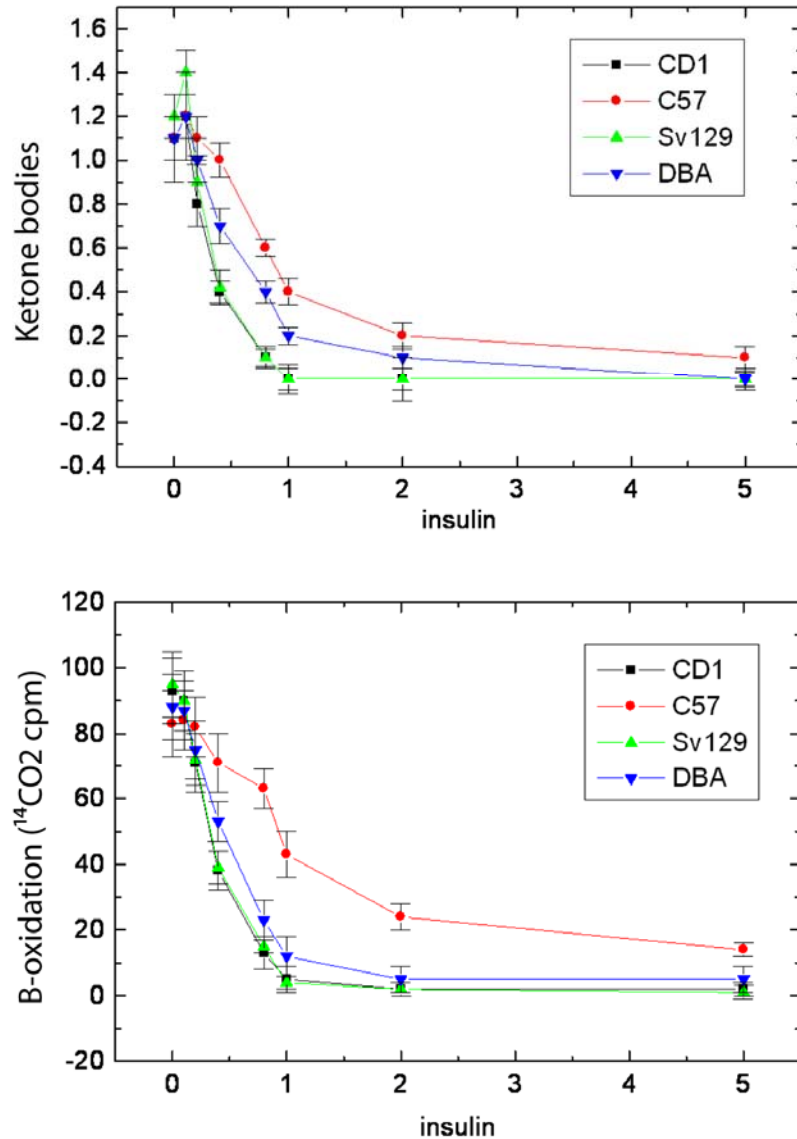 Ketone bodies
1.6
1.4
1.2
1.0
0.8
0.6
0.4
0.2
0.0
-0.2
-0.4
CD1
C57
Sv129
DBA
0 1 2 3 4 5
insulin
B-oxidation (¹⁴CO2 cpm)
120
100
80
60
40
20
0
-20
CD1
C57
Sv129
DBA
0 1 2 3 4 5
insulin